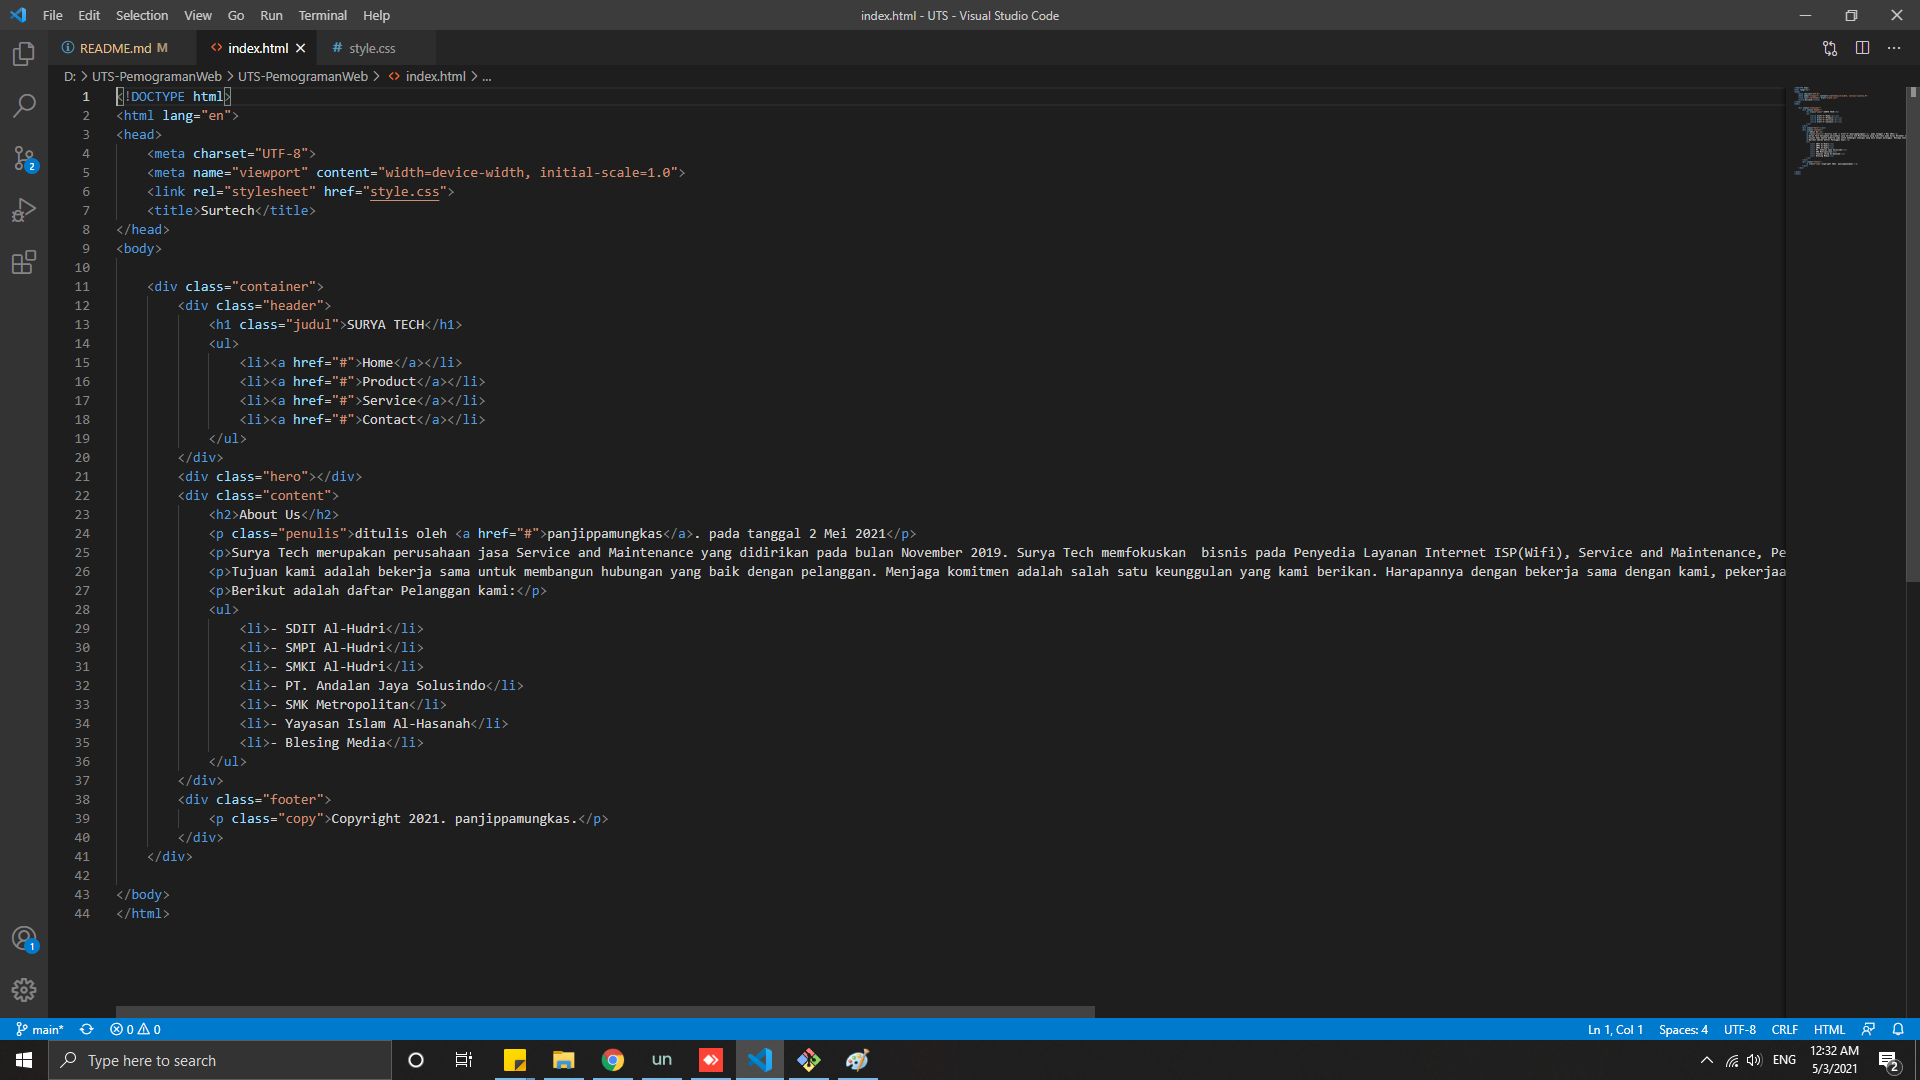 File Edit Selection View Go Run Terminal Help
index.html - UTS - Visual Studio Code
README.md M
index.html
style.css
D: > UTS-PemogramanWeb > UTS-PemogramanWeb > index.html > ...
1 <!DOCTYPE html>
2 <html lang="en">
3 <head>
4     <meta charset="UTF-8">
5     <meta name="viewport" content="width=device-width, initial-scale=1.0">
6     <link rel="stylesheet" href="style.css">
7     <title>Surtech</title>
8 </head>
9 <body>
10
11     <div class="container">
12         <div class="header">
13             <h1 class="judul">SURYA TECH</h1>
14             <ul>
15                 <li><a href="#">Home</a></li>
16                 <li><a href="#">Product</a></li>
17                 <li><a href="#">Service</a></li>
18                 <li><a href="#">Contact</a></li>
19             </ul>
20         </div>
21         <div class="hero"></div>
22         <div class="content">
23             <h2>About Us</h2>
24             <p class="penulis">ditulis oleh <a href="#">panjippamungkas</a>. pada tanggal 2 Mei 2021</p>
25             <p>Surya Tech merupakan perusahaan jasa Service and Maintenance yang didirikan pada bulan November 2019. Surya Tech memfokuskan  bisnis pada Penyedia Layanan Internet ISP(Wifi), Service and Maintenance, Pe
26             <p>Tujuan kami adalah bekerja sama untuk membangun hubungan yang baik dengan pelanggan. Menjaga komitmen adalah salah satu keunggulan yang kami berikan. Harapannya dengan bekerja sama dengan kami, pekerjaa
27             <p>Berikut adalah daftar Pelanggan kami:</p>
28             <ul>
29                 <li>- SDIT Al-Hudri</li>
30                 <li>- SMPI Al-Hudri</li>
31                 <li>- SMKI Al-Hudri</li>
32                 <li>- PT. Andalan Jaya Solusindo</li>
33                 <li>- SMK Metropolitan</li>
34                 <li>- Yayasan Islam Al-Hasanah</li>
35                 <li>- Blesing Media</li>
36             </ul>
37         </div>
38         <div class="footer">
39             <p class="copy">Copyright 2021. panjippamungkas.</p>
40         </div>
41     </div>
42
43 </body>
44 </html>
2
1
main* 0 0
Ln 1, Col 1 Spaces: 4 UTF-8 CRLF HTML
Type here to search
un
ENG
12:32 AM
5/3/2021
2